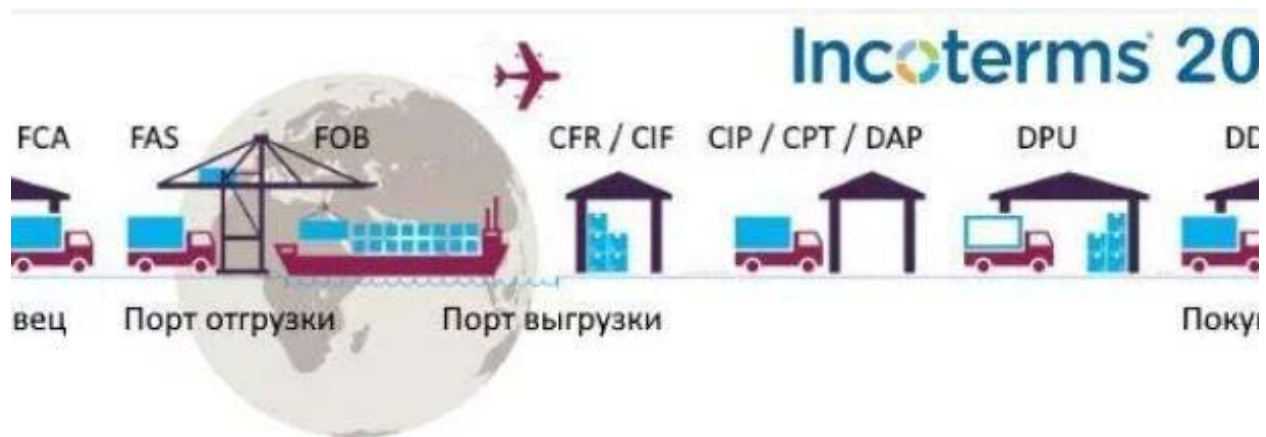 Incoterms 20
FCA FAS FOB CFR / CIF CIP / CPT / DAP DPU DD
вец Порт отгрузки Порт выгрузки Поку